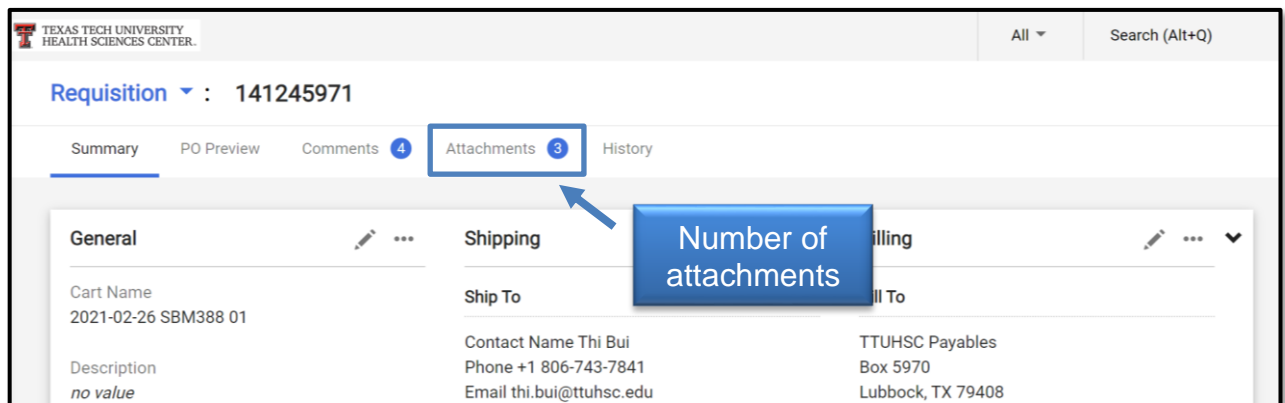 TEXAS TECH UNIVERSITY
HEALTH SCIENCES CENTER.
All
Search (Alt+Q)
Requisition : 141245971
Summary
PO Preview
Comments 4
Attachments 3
History
Number of
attachments
General
Cart Name
2021-02-26 SBM388 01
Description
no value
Shipping
Ship To
Contact Name Thi Bui
Phone +1 806-743-7841
Email thi.bui@ttuhsc.edu
illing
ill To
TTUHSC Payables
Box 5970
Lubbock, TX 79408